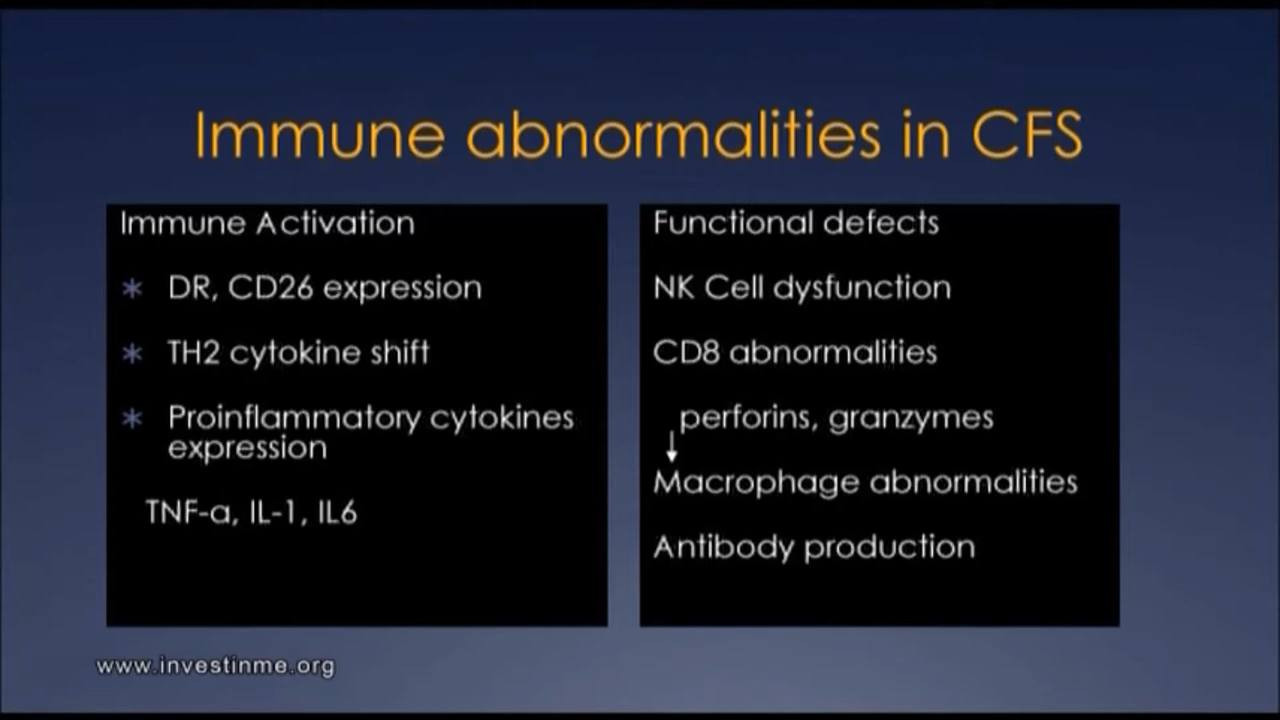 Immune abnormalities in CFS
Immune Activation
* DR, CD26 expression
* TH2 cytokine shift
* Proinflammatory cytokines
expression
TNF-α, IL-1, IL6
Functional defects
NK Cell dysfunction
CD8 abnormalities
↓ perforins, granzymes
Macrophage abnormalities
Antibody production
www.investinme.org